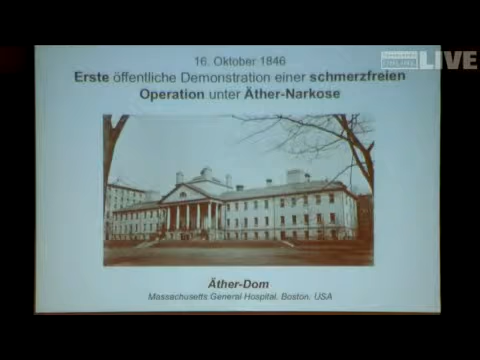 LIVE
16. Oktober 1846
Erste öffentliche Demonstration einer schmerzfreien
Operation unter Äther-Narkose
Äther-Dom
Massachusetts General Hospital, Boston, USA